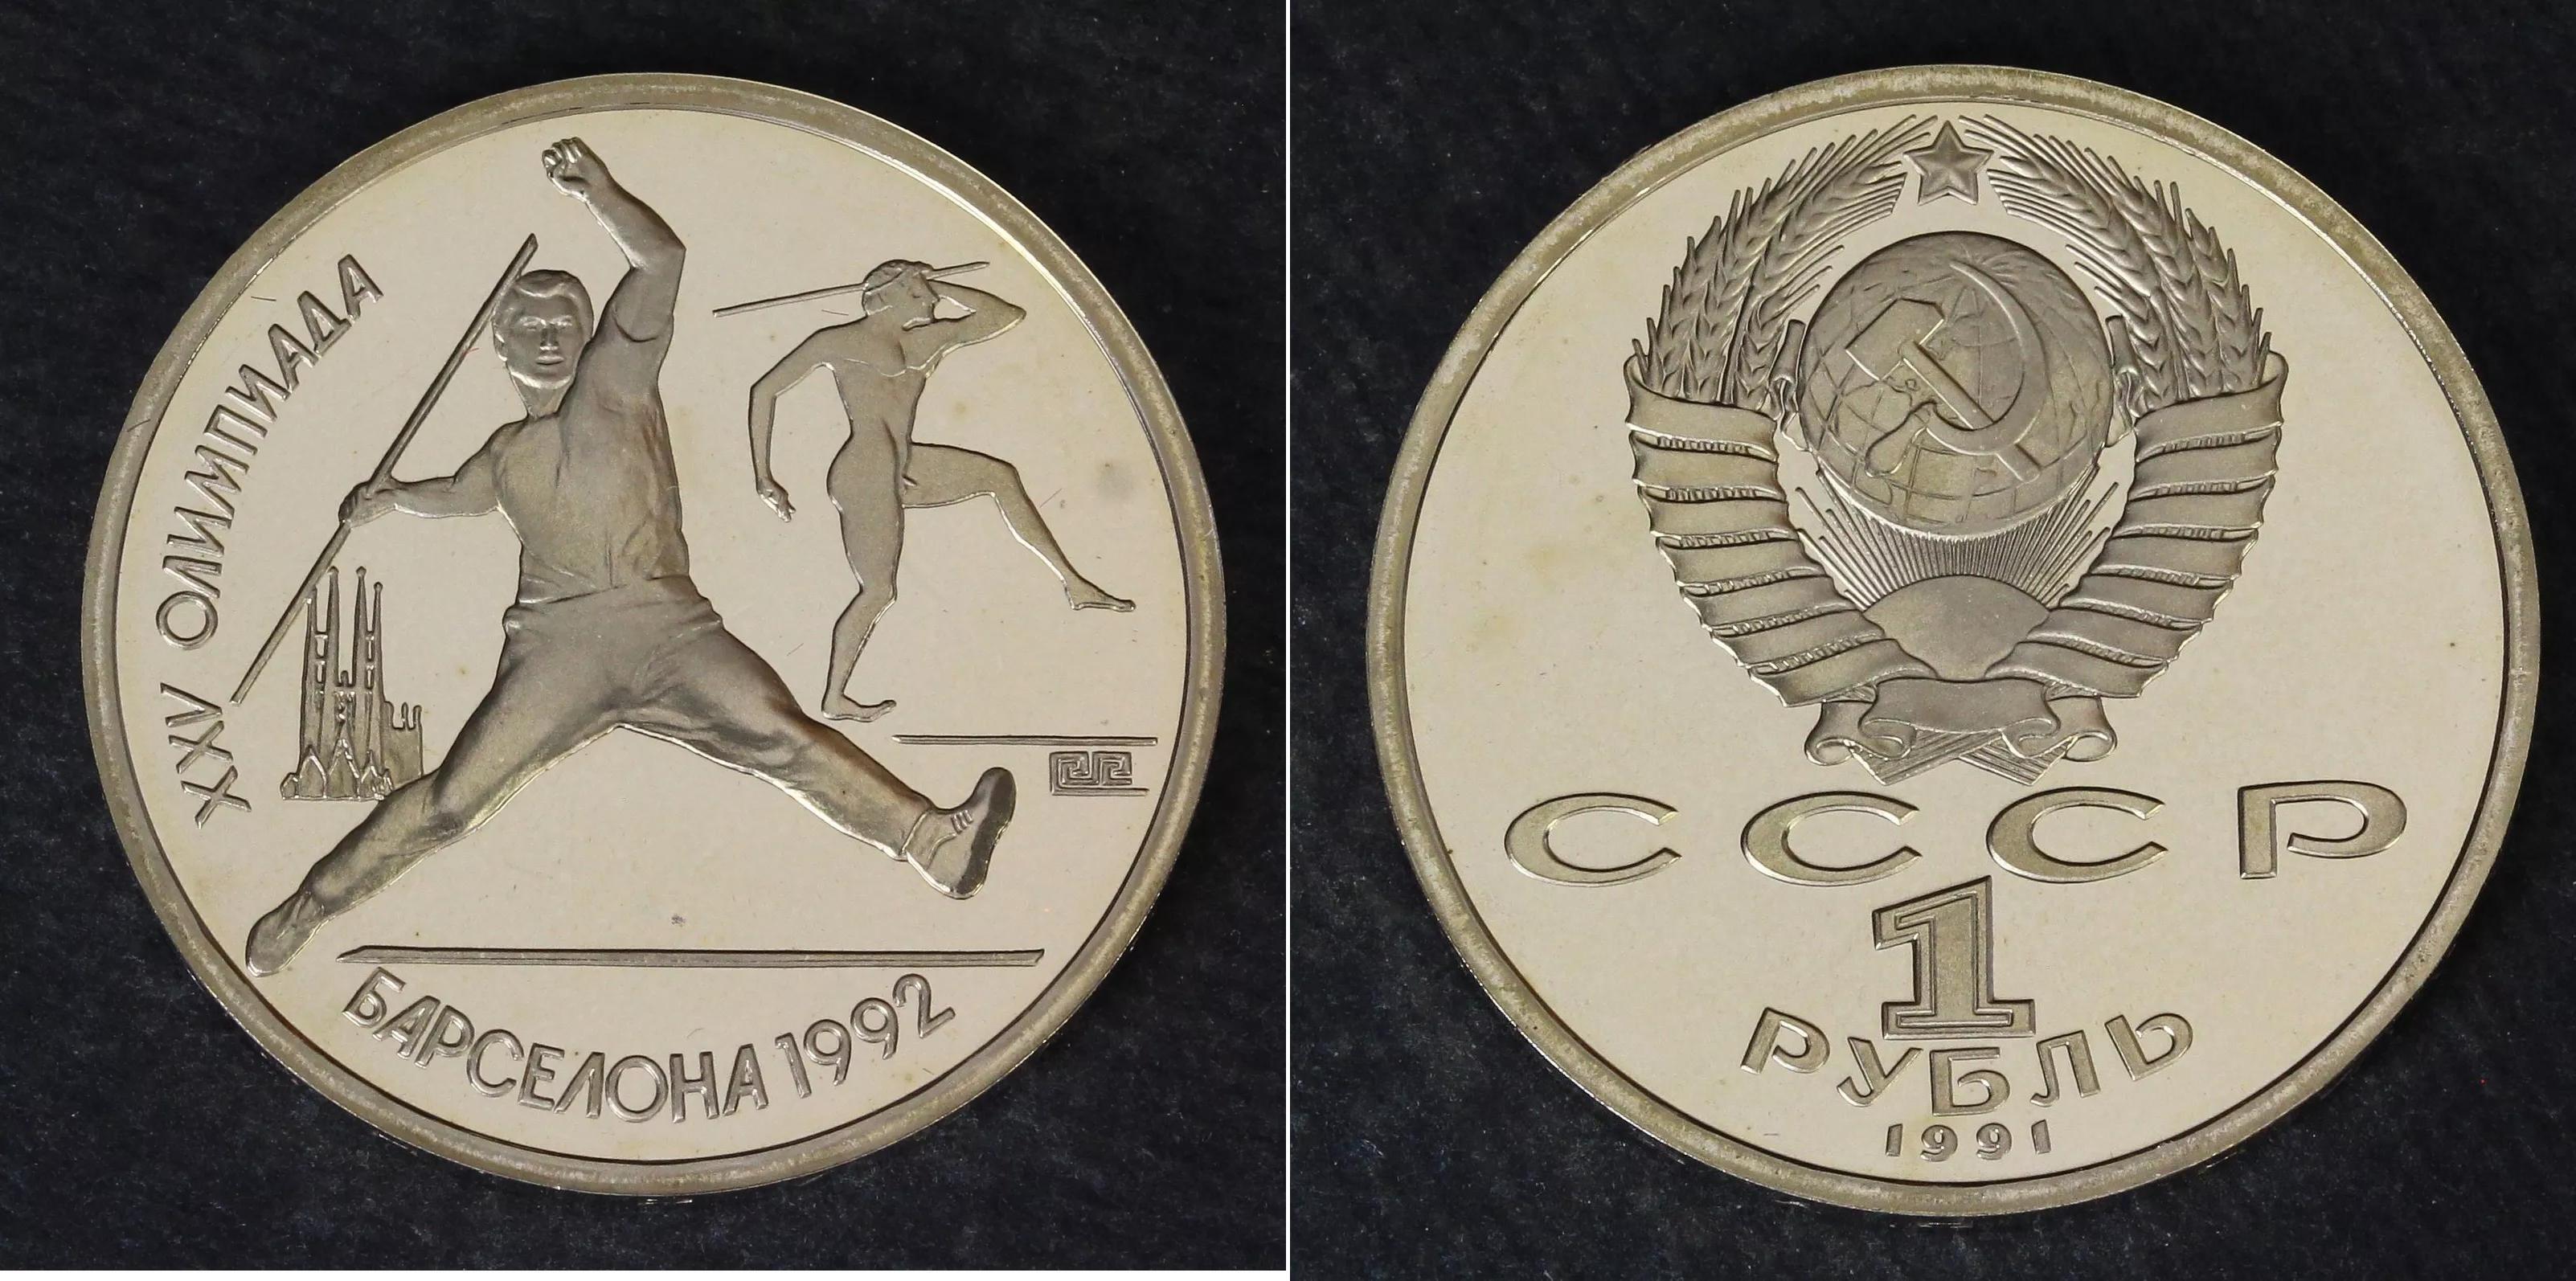 XXV ОЛИМПИАДА
БАРСЕЛОНА 1992
СССР
1
РУБЛЬ
1991